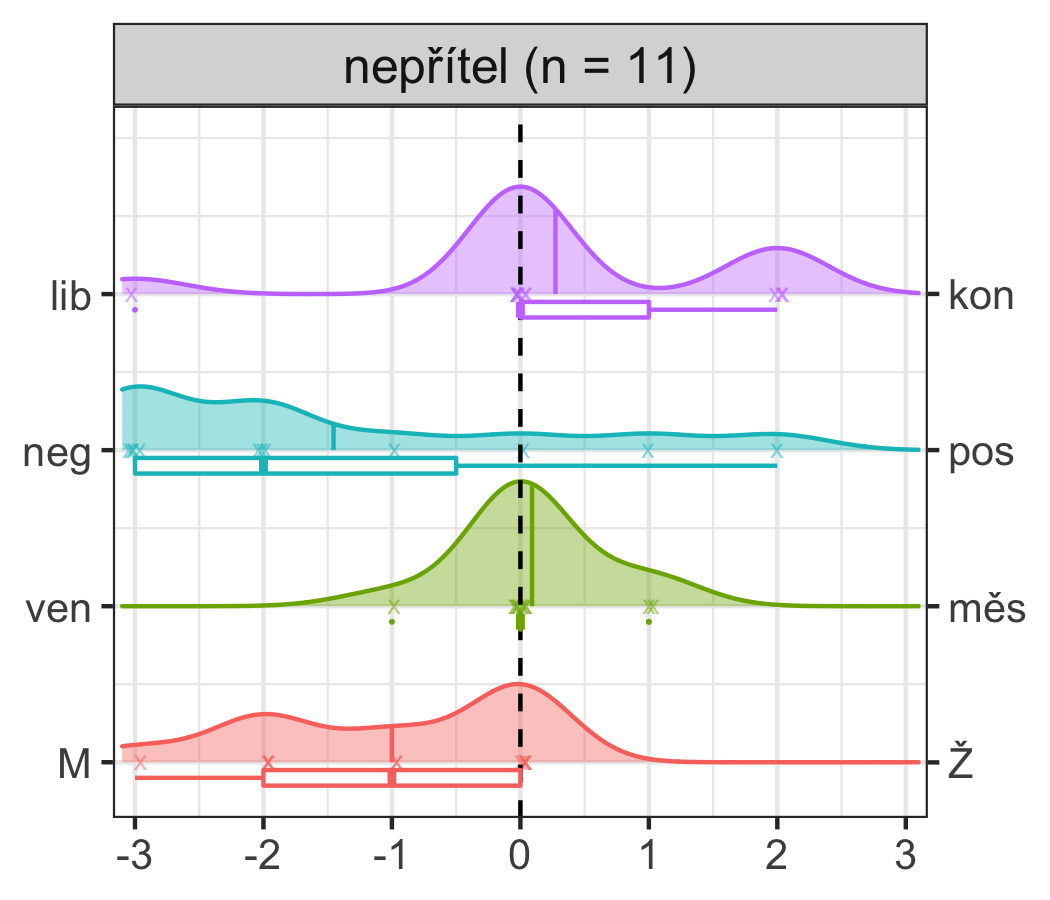 nepřítel (n = 11)
lib kon
neg pos
ven měs
M Ž
-3 -2 -1 0 1 2 3